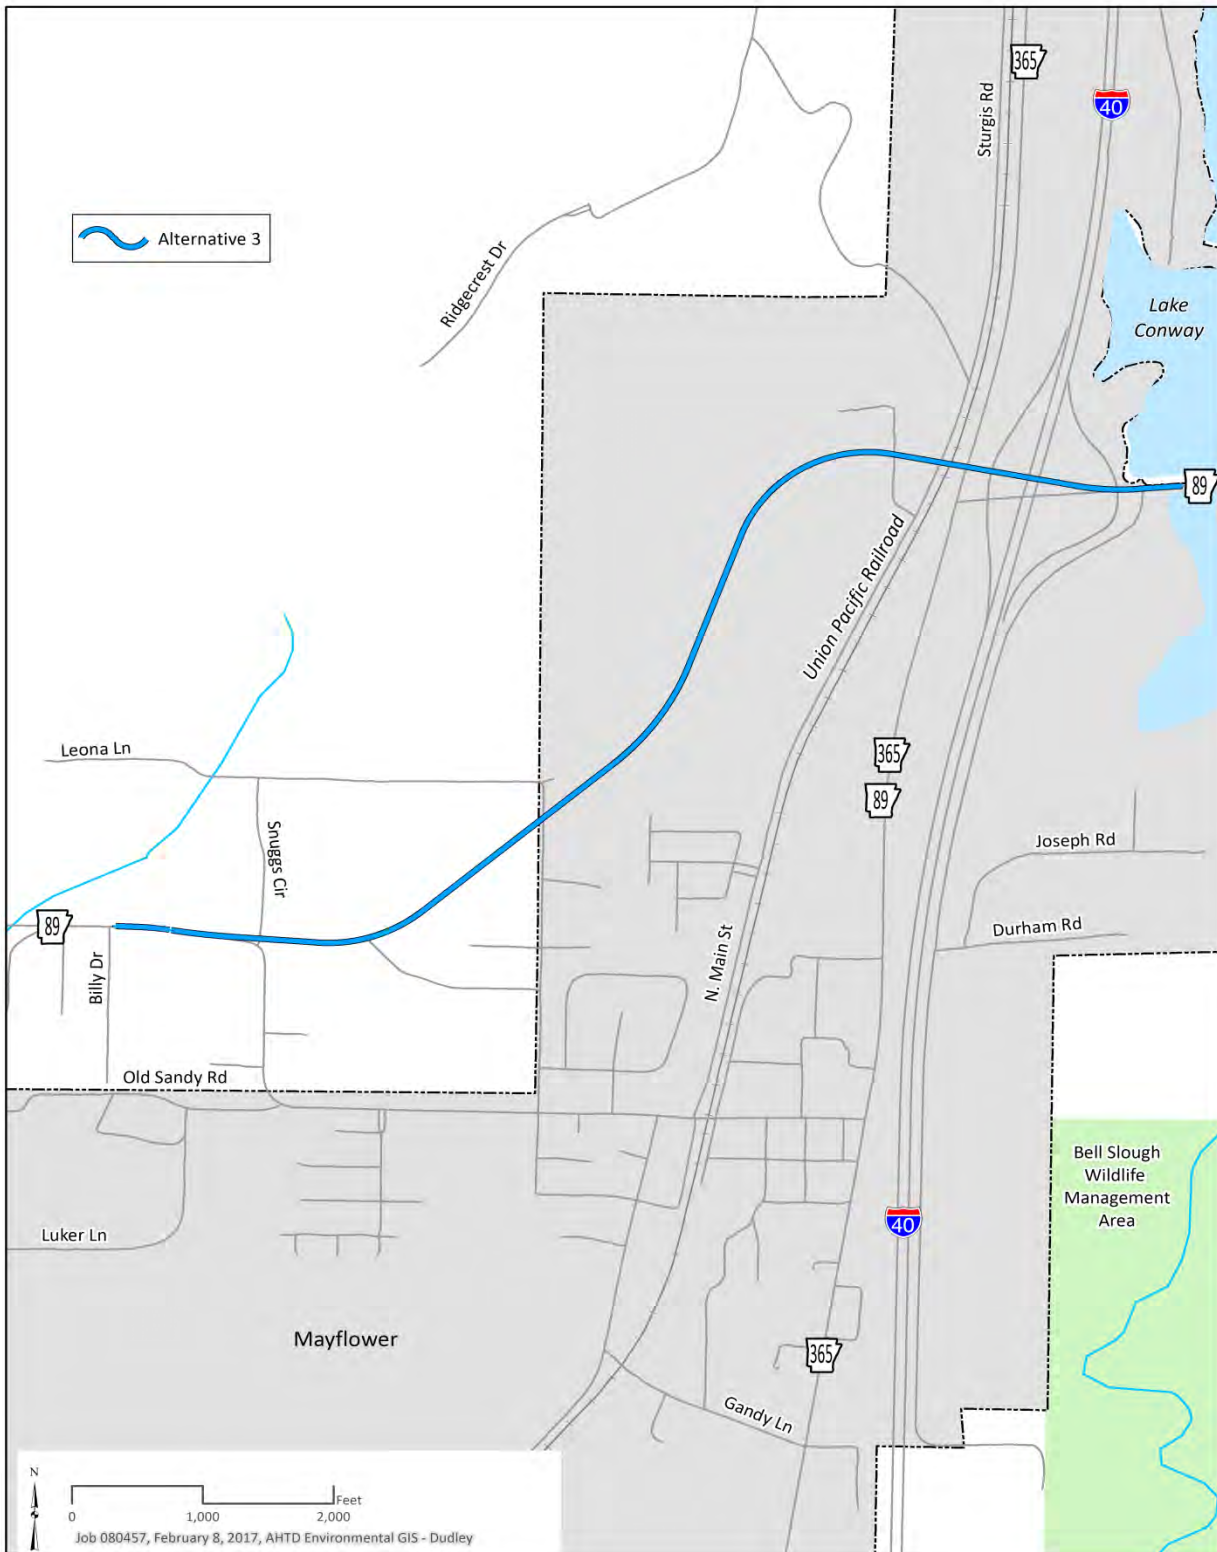 365
Sturgis Rd
40
Alternative 3
Ridgecrest Dr
Lake
Conway
89
Union Pacific Railroad
Leona Ln
365
89
Snuggs Cir
Joseph Rd
89
Durham Rd
Billy Dr
N. Main St
Old Sandy Rd
Bell Slough
Wildlife
Management
Area
Luker Ln
40
Mayflower
365
Gandy Ln
N
Feet
0 1,000 2,000
Job 080457, February 8, 2017, AHTD Environmental GIS - Dudley